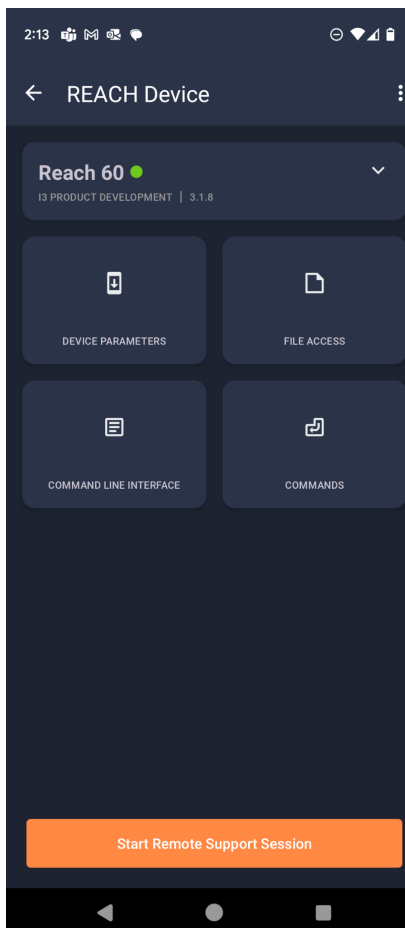 2:13
REACH Device
Reach 60
I3 PRODUCT DEVELOPMENT | 3.1.8
DEVICE PARAMETERS
FILE ACCESS
COMMAND LINE INTERFACE
COMMANDS
Start Remote Support Session